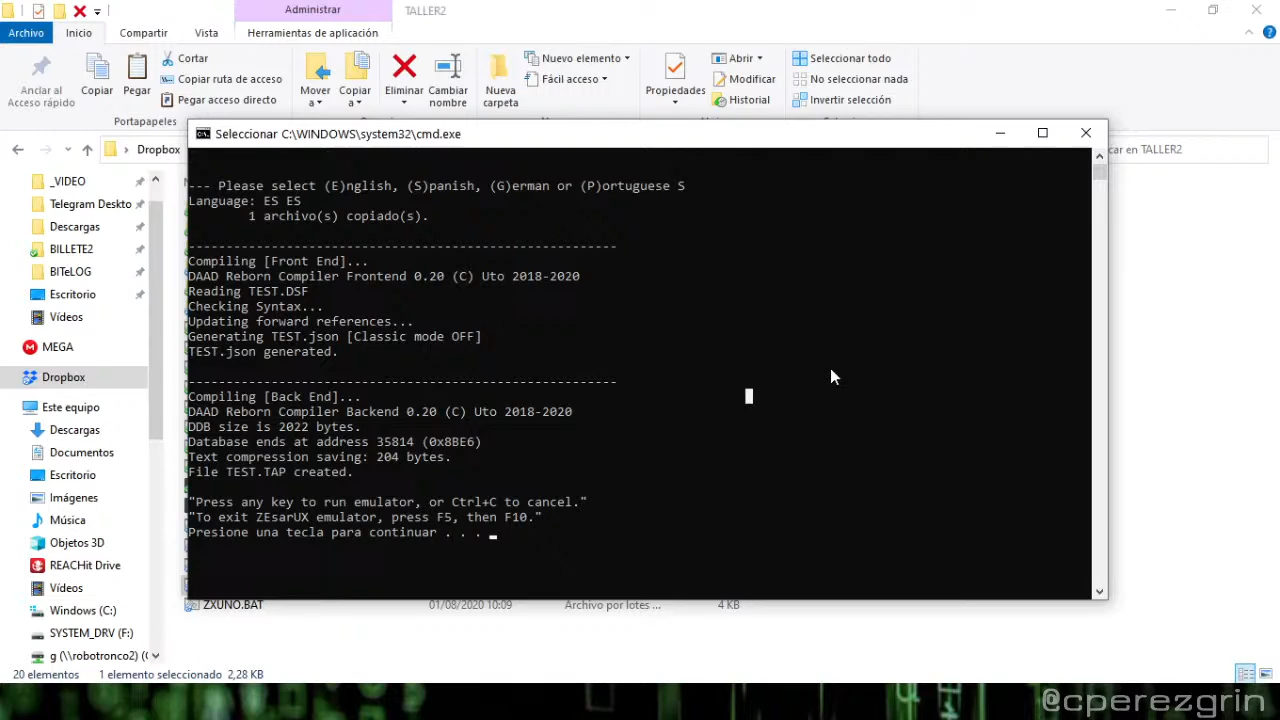 Administrar
TALLER2
Archivo
Inicio
Compartir
Vista
Herramientas de aplicación
Anclar al
Acceso rápido
Copiar
Pegar
Cortar
Copiar ruta de acceso
Pegar acceso directo
Portapapeles
Mover
a
Copiar
a
Eliminar
Cambiar
nombre
Nueva
carpeta
Nuevo elemento
Fácil acceso
Propiedades
Abrir
Modificar
Historial
Seleccionar todo
No seleccionar nada
Invertir selección
Dropbox
car en TALLER2
Seleccionar C:\WINDOWS\system32\cmd.exe
--- Please select (E)nglish, (S)panish, (G)erman or (P)ortuguese S
Language: ES ES
1 archivo(s) copiado(s).
---------------------------------------------------------
Compiling [Front End]...
DAAD Reborn Compiler Frontend 0.20 (C) Uto 2018-2020
Reading TEST.DSF
Checking Syntax...
Updating forward references...
Generating TEST.json [Classic mode OFF]
TEST.json generated.
---------------------------------------------------------
Compiling [Back End]...
DAAD Reborn Compiler Backend 0.20 (C) Uto 2018-2020
DDB size is 2022 bytes.
Database ends at address 35814 (0x8BE6)
Text compression saving: 204 bytes.
File TEST.TAP created.
"Press any key to run emulator, or Ctrl+C to cancel."
"To exit ZEsarUX emulator, press F5, then F10."
Presione una tecla para continuar . . .
_VIDEO
Telegram Deskto
Descargas
BILLETE2
BITeLOG
Escritorio
Vídeos
MEGA
Dropbox
Este equipo
Descargas
Documentos
Escritorio
Imágenes
Música
Objetos 3D
REACHit Drive
Vídeos
Windows (C:)
SYSTEM_DRV (F:)
g (\\robotronco2) (
ZXUNO.BAT
01/08/2020 10:09
Archivo por lotes ...
4 KB
20 elementos
1 elemento seleccionado 2,28 KB
@cperezgrin